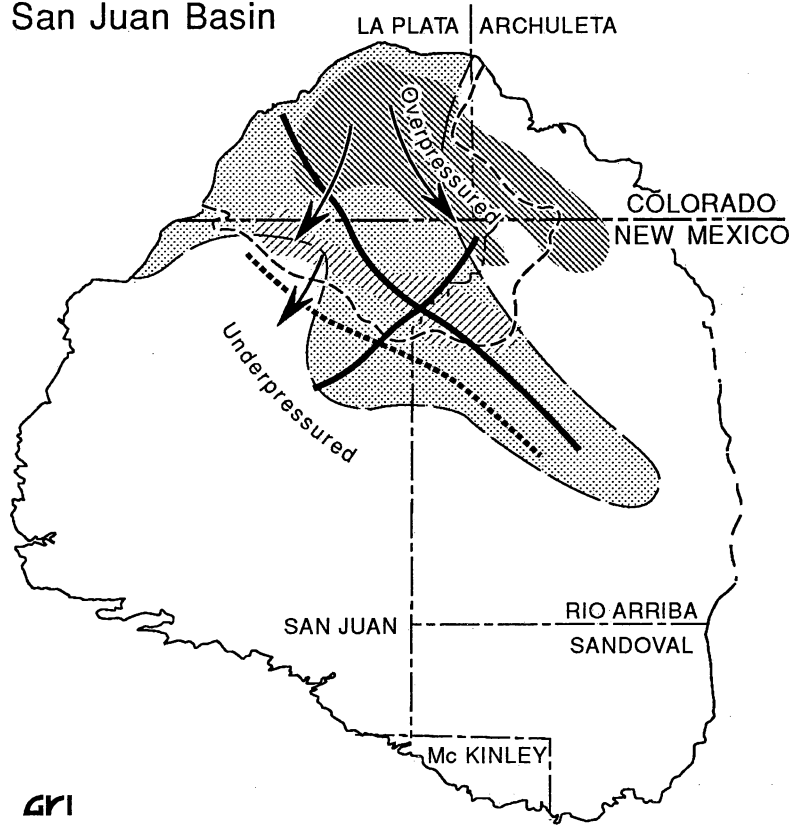 San Juan Basin
LA PLATA
ARCHULETA
Overpressured
COLORADO
NEW MEXICO
Underpressured
SAN JUAN
RIO ARRIBA
SANDOVAL
Mc KINLEY
GRI